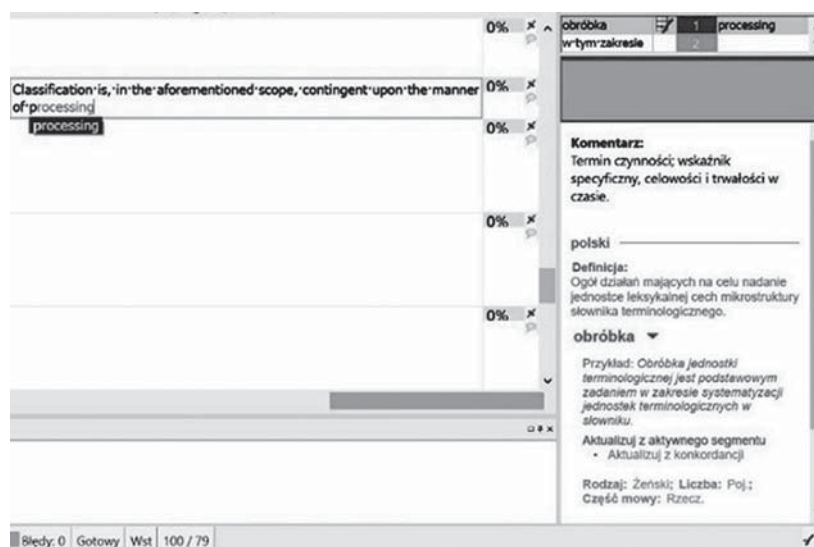 0%
Classification·is,·in·the·aforementioned·scope,·contingent·upon·the·manner
of·processing
0%
processing
0%
0%
0%
Błędy: 0 Gotowy Wst 100 / 79
obróbka 1 processing
w·tym·zakresie 2
Komentarz:
Termin czynności; wskaźnik
specyficzny, celowości i trwałości w
czasie.
polski
Definicja:
Ogół działań mających na celu nadanie
jednostce leksykalnej cech mikrostruktury
słownika terminologicznego.
obróbka
Przykład: Obróbka jednostki
terminologicznej jest podstawowym
zadaniem w zakresie systematyzacji
jednostek terminologicznych w
słowniku.
Aktualizuj z aktywnego segmentu
• Aktualizuj z konkordancji
Rodzaj: Żeński; Liczba: Poj.;
Część mowy: Rzecz.